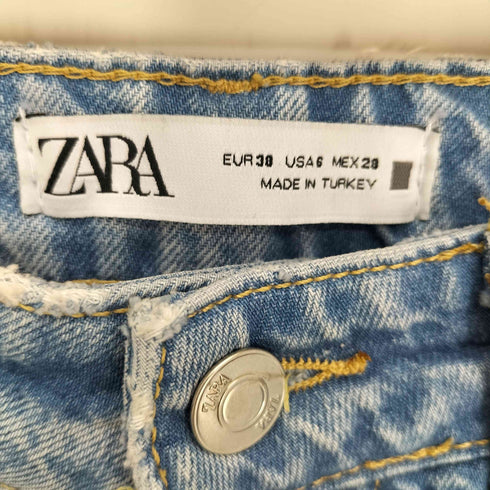 ZARA
EUR 38 USA 6 MEX 28
MADE IN TURKEY
ZARA